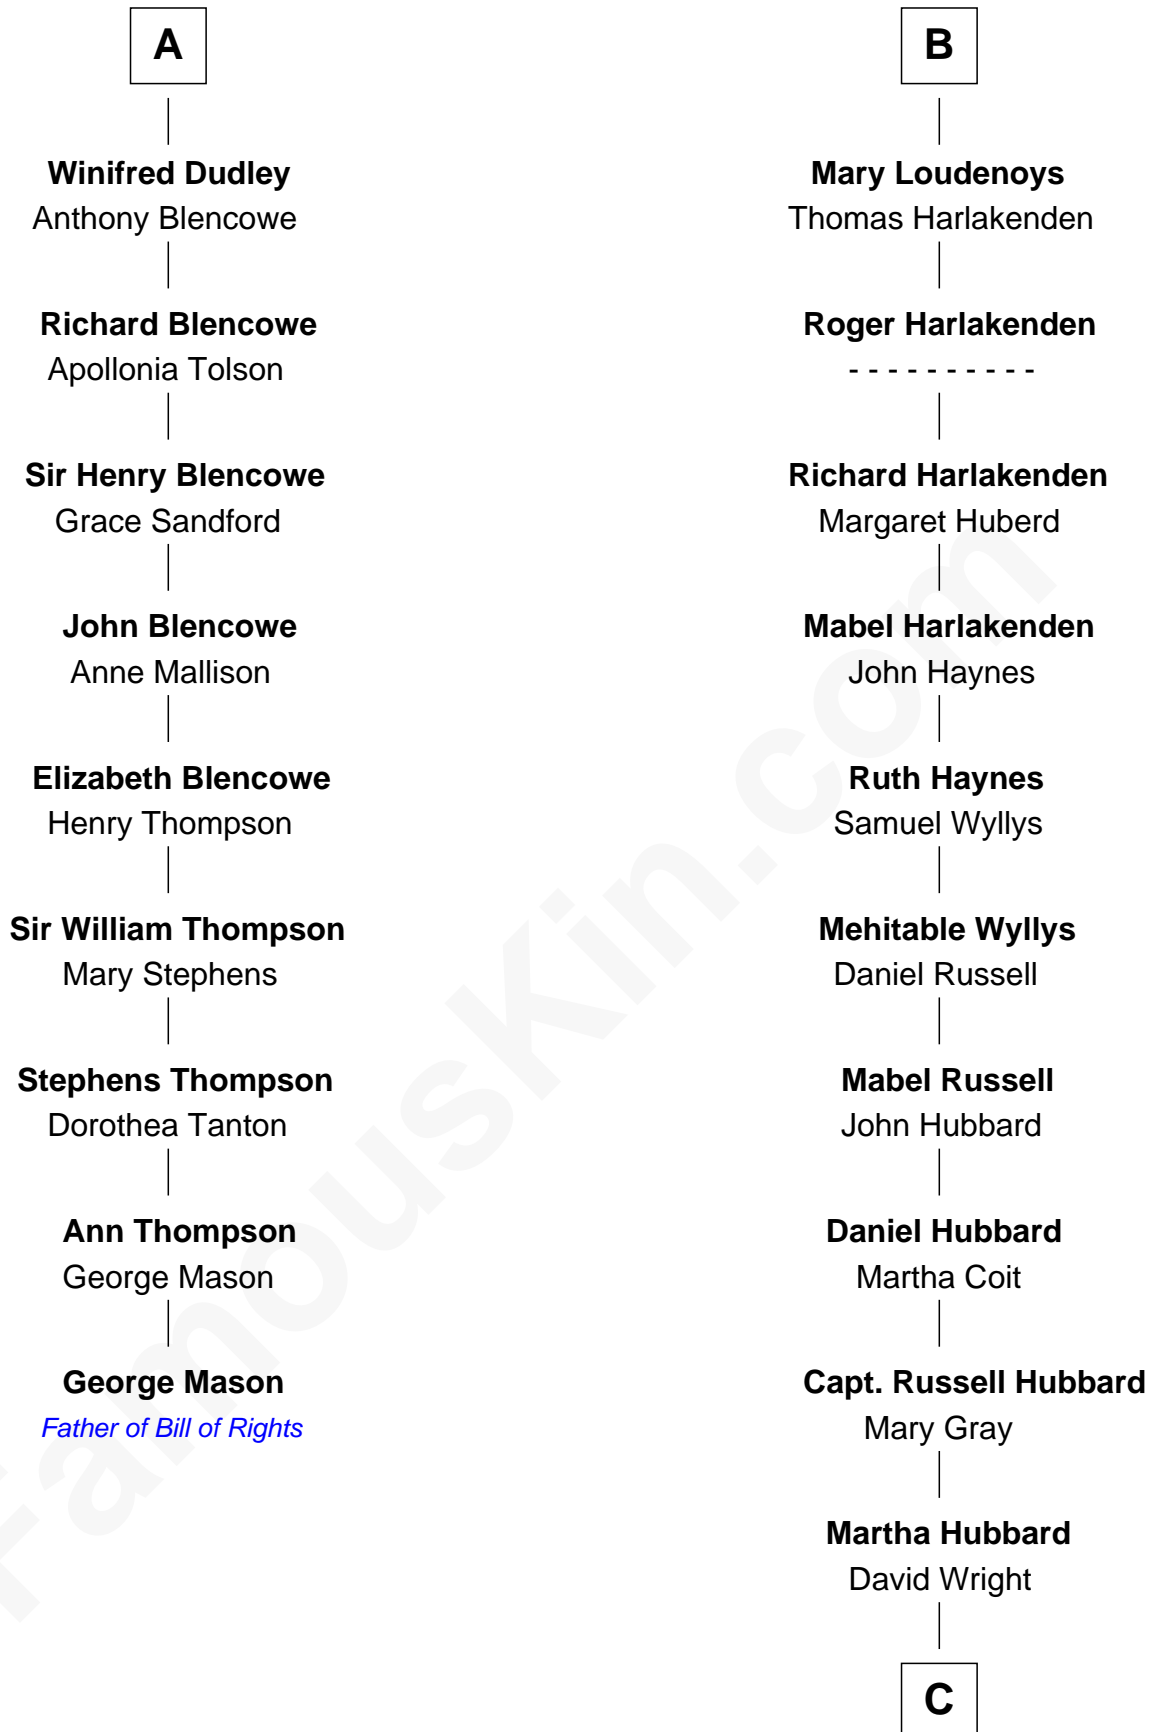 A
Winifred Dudley
Anthony Blencowe
Richard Blencowe
Apollonia Tolson
Sir Henry Blencowe
Grace Sandford
John Blencowe
Anne Mallison
Elizabeth Blencowe
Henry Thompson
Sir William Thompson
Mary Stephens
Stephens Thompson
Dorothea Tanton
Ann Thompson
George Mason
George Mason
Father of Bill of Rights
B
Mary Loudenoys
Thomas Harlakenden
Roger Harlakenden
- - - - - - - - - -
Richard Harlakenden
Margaret Huberd
Mabel Harlakenden
John Haynes
Ruth Haynes
Samuel Wyllys
Mehitable Wyllys
Daniel Russell
Mabel Russell
John Hubbard
Daniel Hubbard
Martha Coit
Capt. Russell Hubbard
Mary Gray
Martha Hubbard
David Wright
C
FamousKin.com